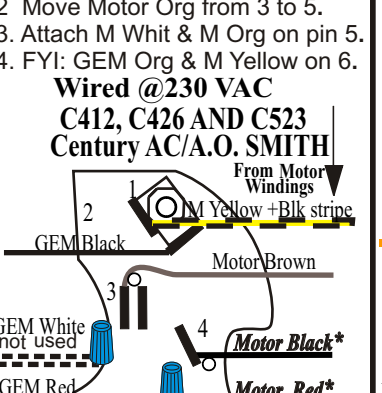 2 Move Motor Org from 3 to 5.
3. Attach M Whit & M Org on pin 5.
4. FYI: GEM Org & M Yellow on 6.
Wired @230 VAC
C412, C426 AND C523
Century AC/A.O. SMITH
From Motor
Windings
1
2
M Yellow +Blk stripe
GEM Black
Motor Brown
3
GEM White
not used
4
Motor Black*
GEM Red
Motor Red*